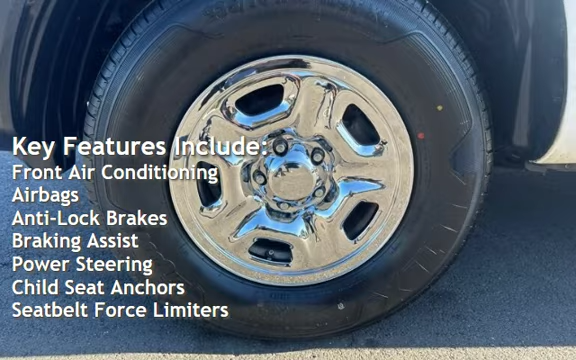 Key Features Include:
Front Air Conditioning
Airbags
Anti-Lock Brakes
Braking Assist
Power Steering
Child Seat Anchors
Seatbelt Force Limiters